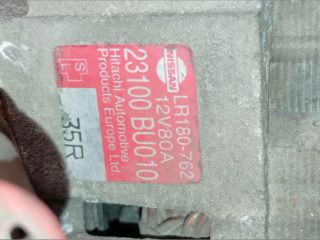 NISSAN
LR180-762
12V80A
23100 BU010
Hitachi Automotive
Products Europe Ltd.
S
L
35R